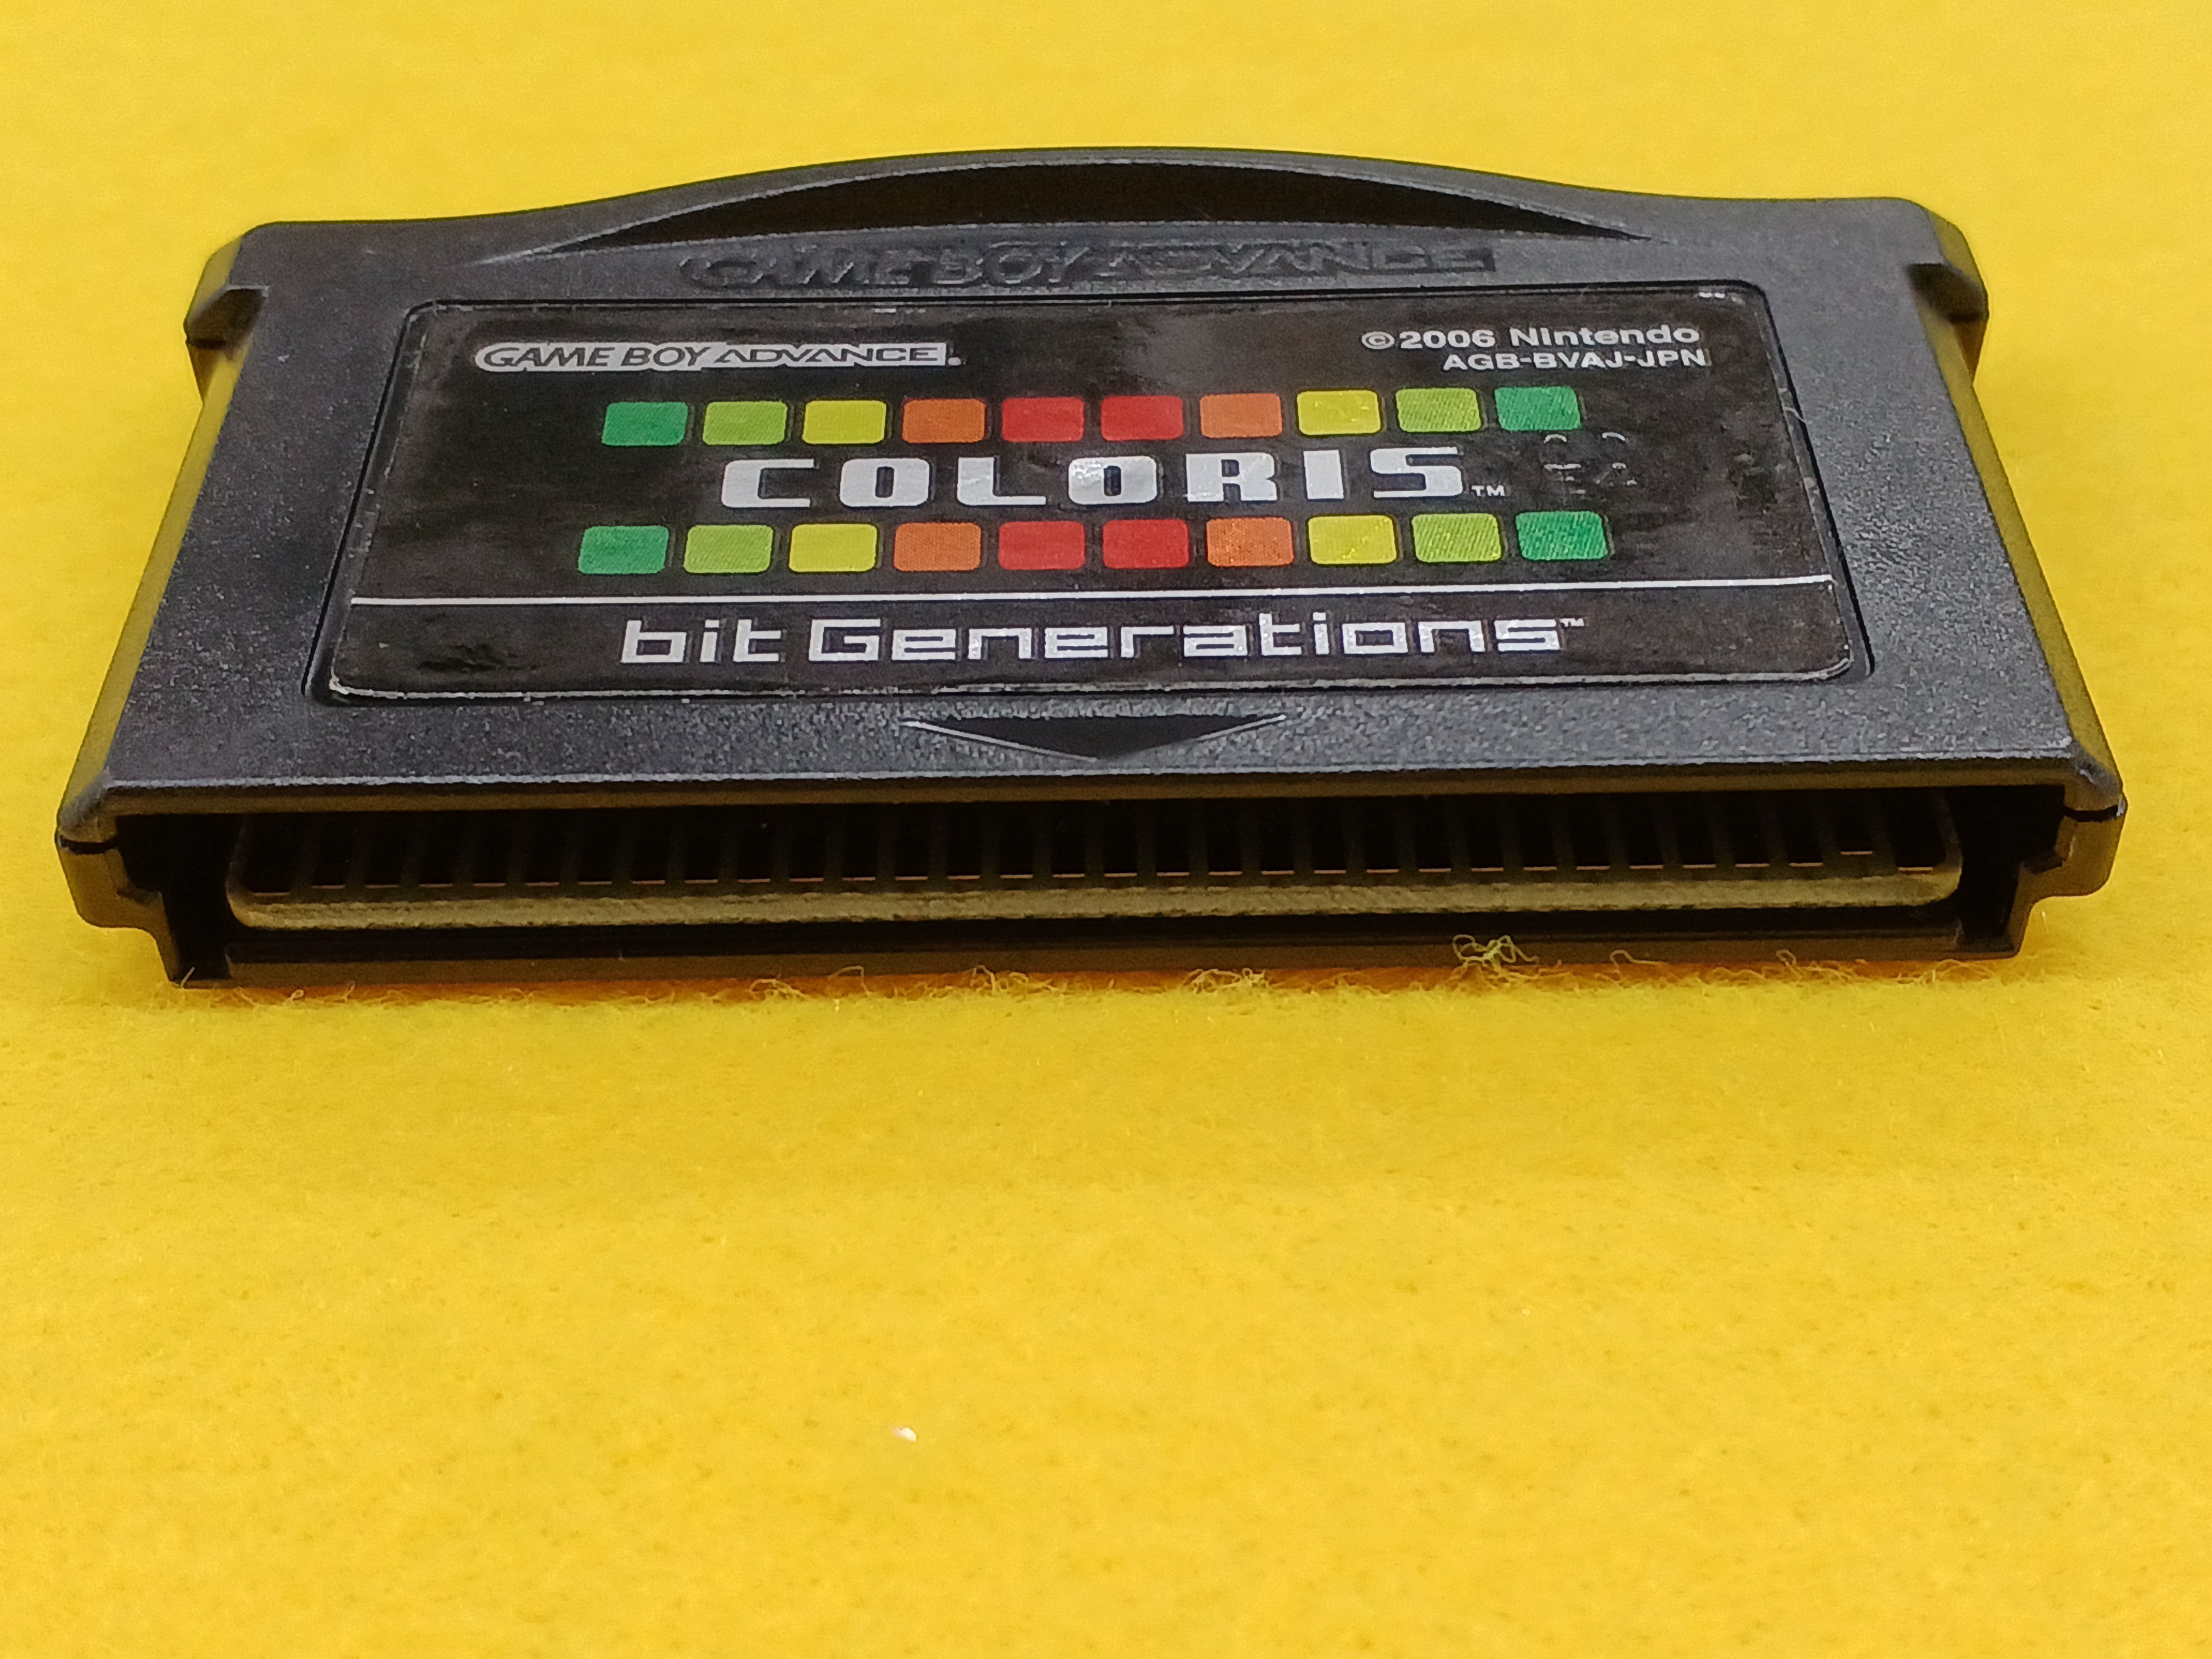 GAME BOY ADVANCE
GAME BOY ADVANCE.
©2006 Nintendo
AGB-BVAJ-JPN
COLORIS™
bit Generations™